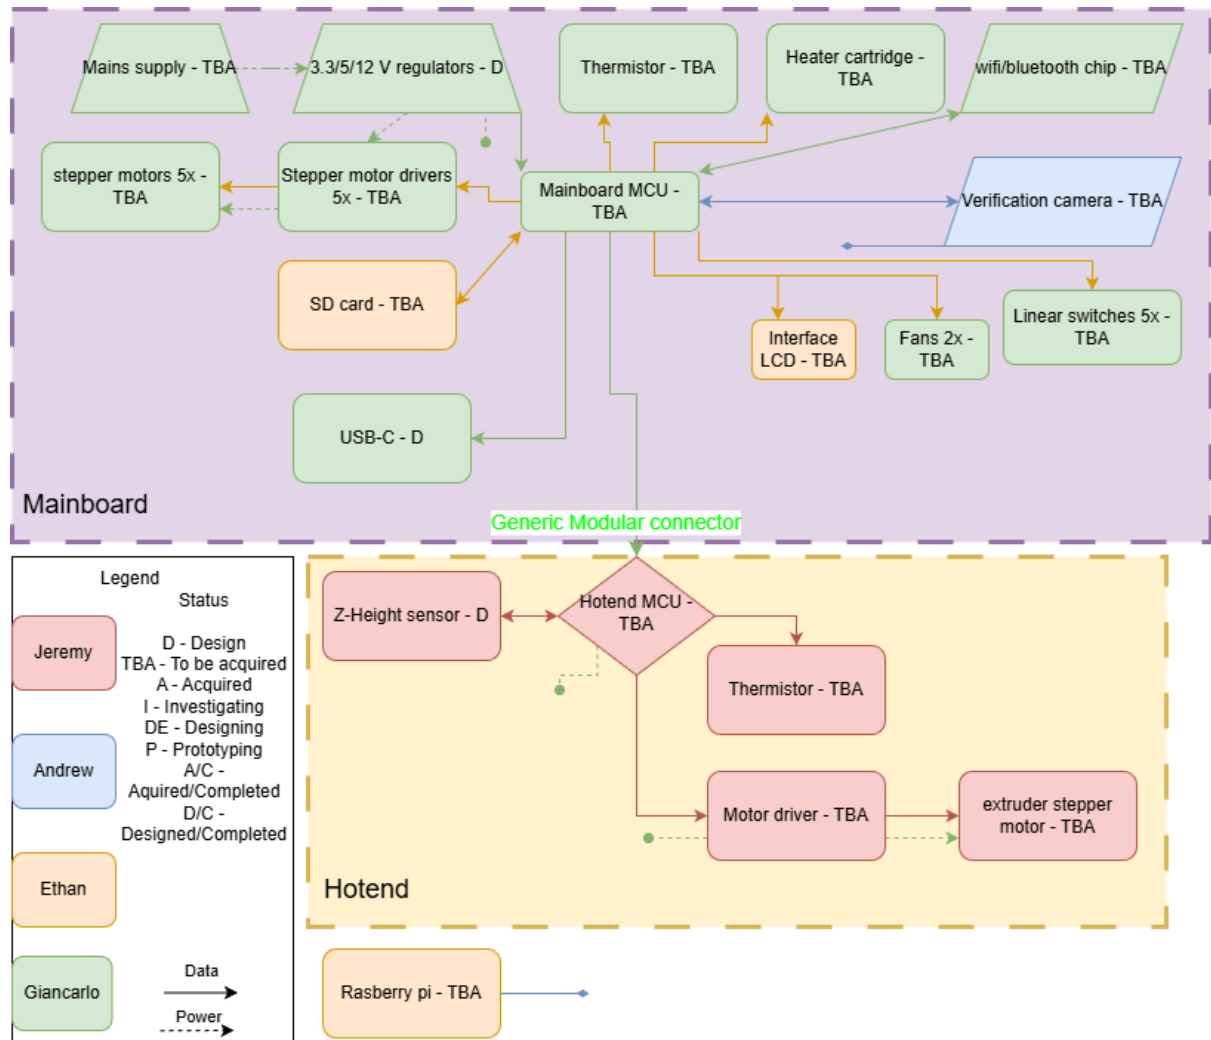 Mains supply - TBA
3.3/5/12 V regulators - D
Thermistor - TBA
Heater cartridge -
TBA
wifi/bluetooth chip - TBA
stepper motors 5x -
TBA
Stepper motor drivers
5x - TBA
Mainboard MCU -
TBA
Verification camera - TBA
SD card - TBA
Interface
LCD - TBA
Fans 2x -
TBA
Linear switches 5x -
TBA
USB-C - D
Mainboard
Generic Modular connector
Legend
Status
Jeremy
D - Design
TBA - To be acquired
A - Acquired
I - Investigating
DE - Designing
P - Prototyping
A/C -
Aquired/Completed
D/C -
Designed/Completed
Andrew
Ethan
Giancarlo
Data
Power
Z-Height sensor - D
Hotend MCU -
TBA
Thermistor - TBA
Motor driver - TBA
extruder stepper
motor - TBA
Hotend
Rasberry pi - TBA